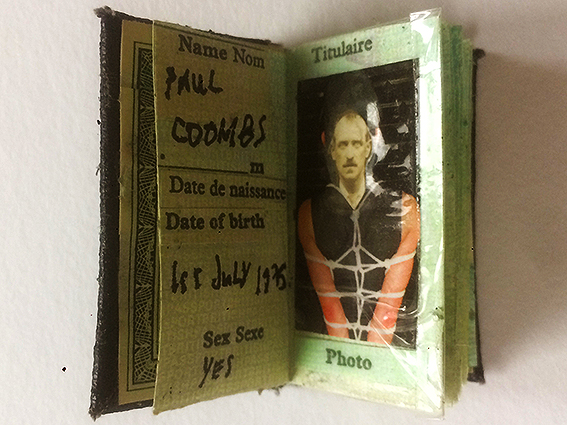 Name Nom
PAUL
COOMBS
m
Date de naissance
Date of birth
1st JULY 1975
Sex Sexe
YES
Titulaire
Photo